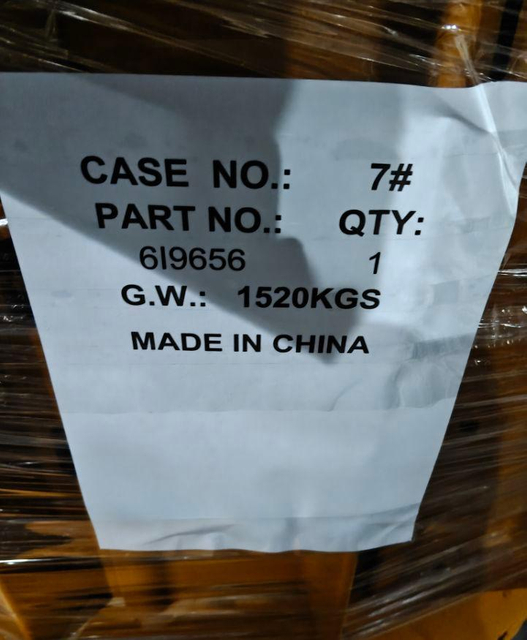 CASE NO.: 7#
PART NO.: QTY:
6I9656 1
G.W.: 1520KGS
MADE IN CHINA